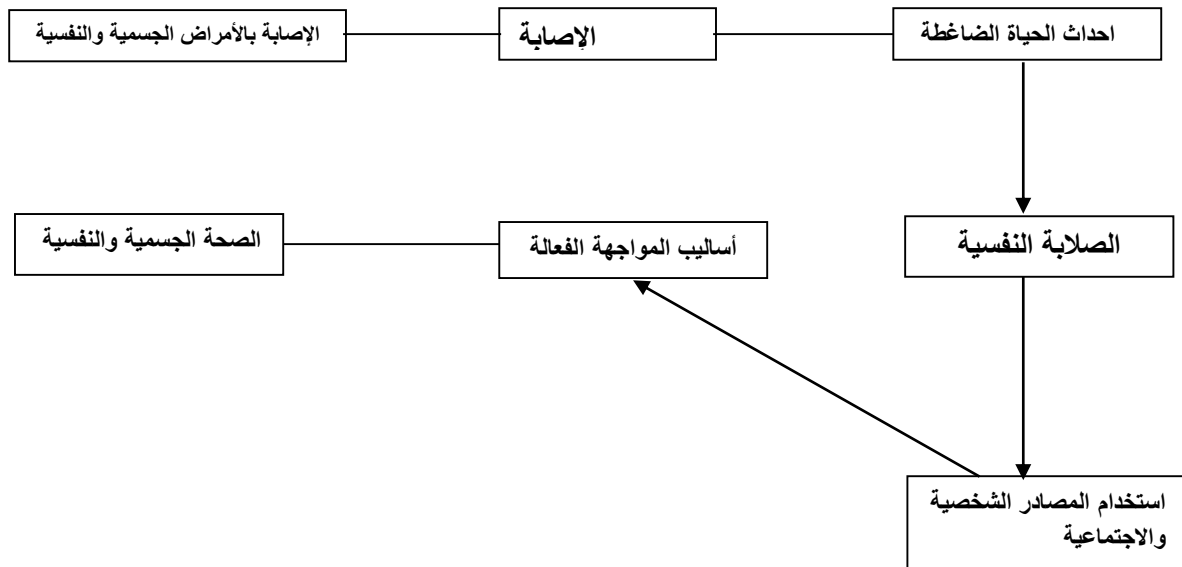 احداث الحياة الضاغطة
الإصابة
الإصابة بالأمراض الجسمية والنفسية
الصلابة النفسية
أساليب المواجهة الفعالة
الصحة الجسمية والنفسية
استخدام المصادر الشخصية
والاجتماعية